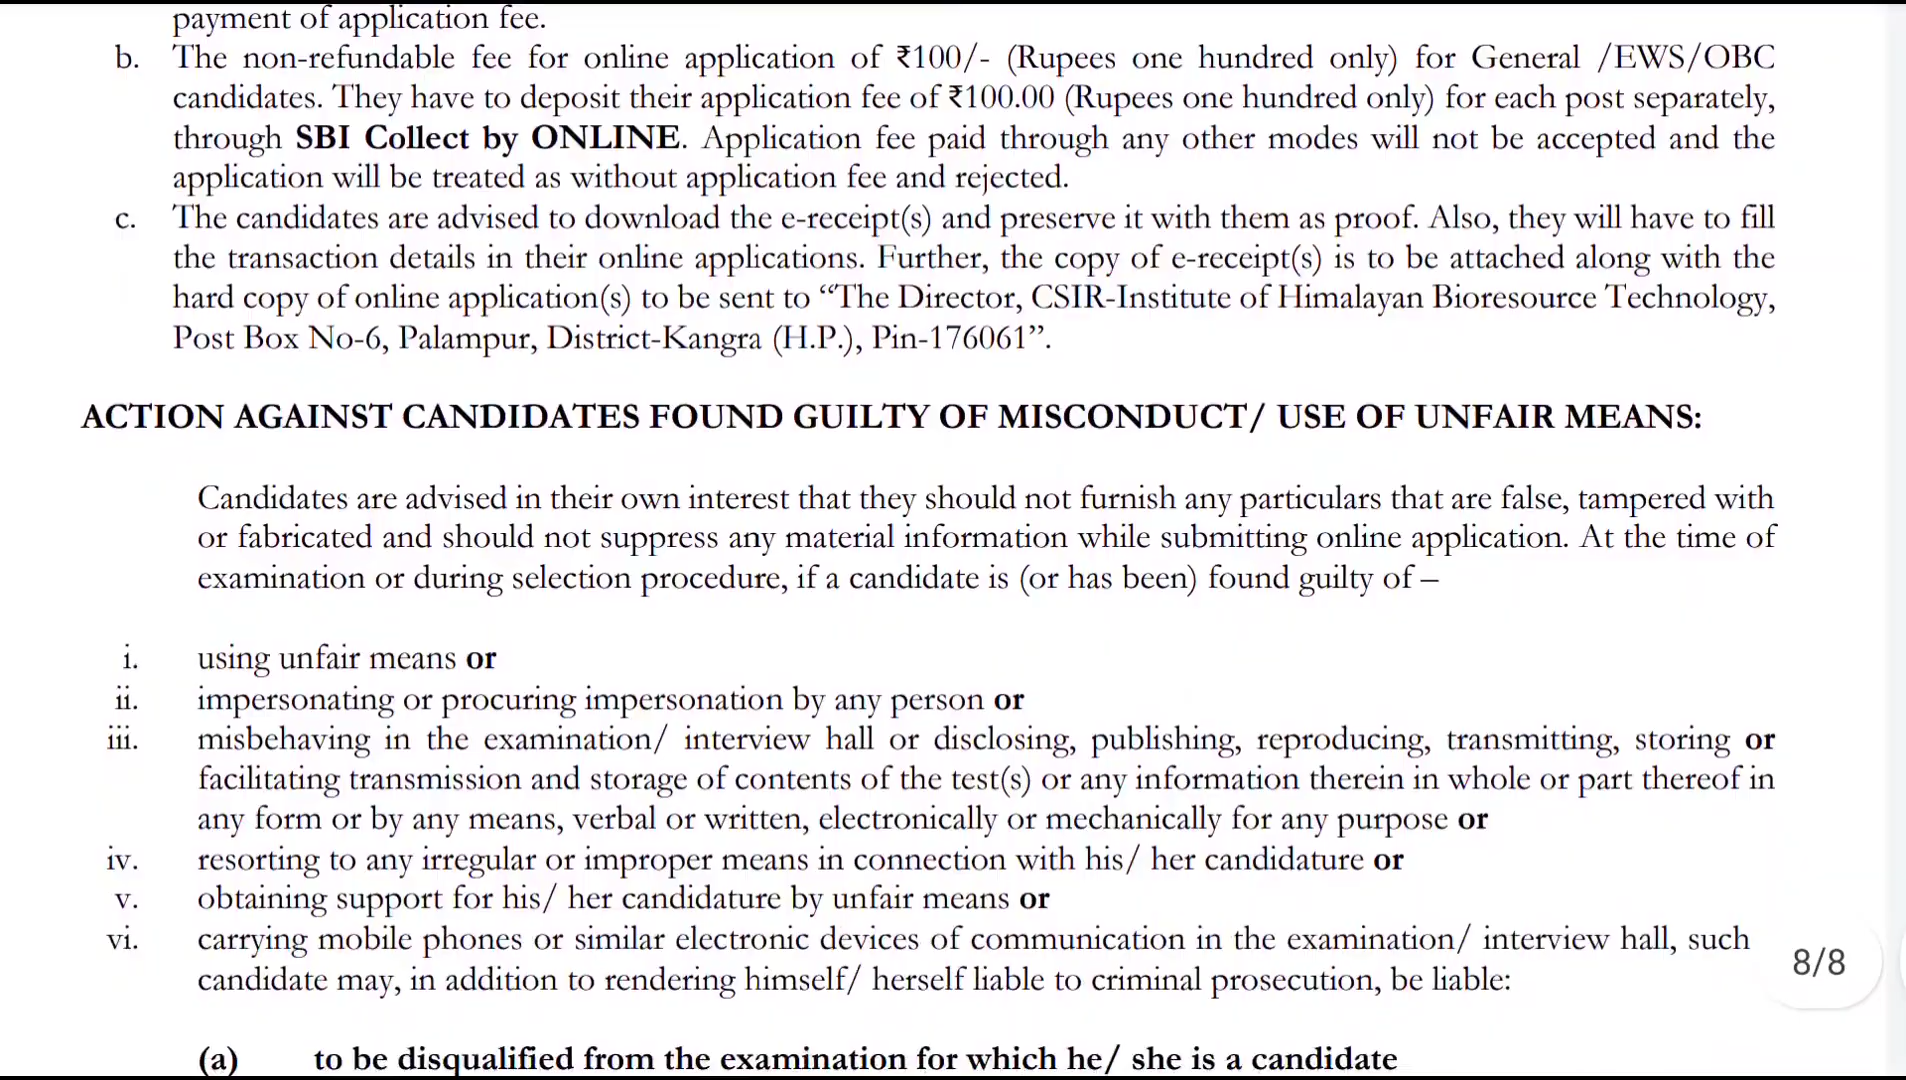 payment of application fee.
b. The non-refundable fee for online application of ₹100/- (Rupees one hundred only) for General /EWS/OBC
candidates. They have to deposit their application fee of ₹100.00 (Rupees one hundred only) for each post separately,
through SBI Collect by ONLINE. Application fee paid through any other modes will not be accepted and the
application will be treated as without application fee and rejected.
c. The candidates are advised to download the e-receipt(s) and preserve it with them as proof. Also, they will have to fill
the transaction details in their online applications. Further, the copy of e-receipt(s) is to be attached along with the
hard copy of online application(s) to be sent to “The Director, CSIR-Institute of Himalayan Bioresource Technology,
Post Box No-6, Palampur, District-Kangra (H.P.), Pin-176061”.
ACTION AGAINST CANDIDATES FOUND GUILTY OF MISCONDUCT/ USE OF UNFAIR MEANS:
Candidates are advised in their own interest that they should not furnish any particulars that are false, tampered with
or fabricated and should not suppress any material information while submitting online application. At the time of
examination or during selection procedure, if a candidate is (or has been) found guilty of –
i. using unfair means or
ii. impersonating or procuring impersonation by any person or
iii. misbehaving in the examination/ interview hall or disclosing, publishing, reproducing, transmitting, storing or
facilitating transmission and storage of contents of the test(s) or any information therein in whole or part thereof in
any form or by any means, verbal or written, electronically or mechanically for any purpose or
iv. resorting to any irregular or improper means in connection with his/ her candidature or
v. obtaining support for his/ her candidature by unfair means or
vi. carrying mobile phones or similar electronic devices of communication in the examination/ interview hall, such
candidate may, in addition to rendering himself/ herself liable to criminal prosecution, be liable:
8/8
(a) to be disqualified from the examination for which he/ she is a candidate